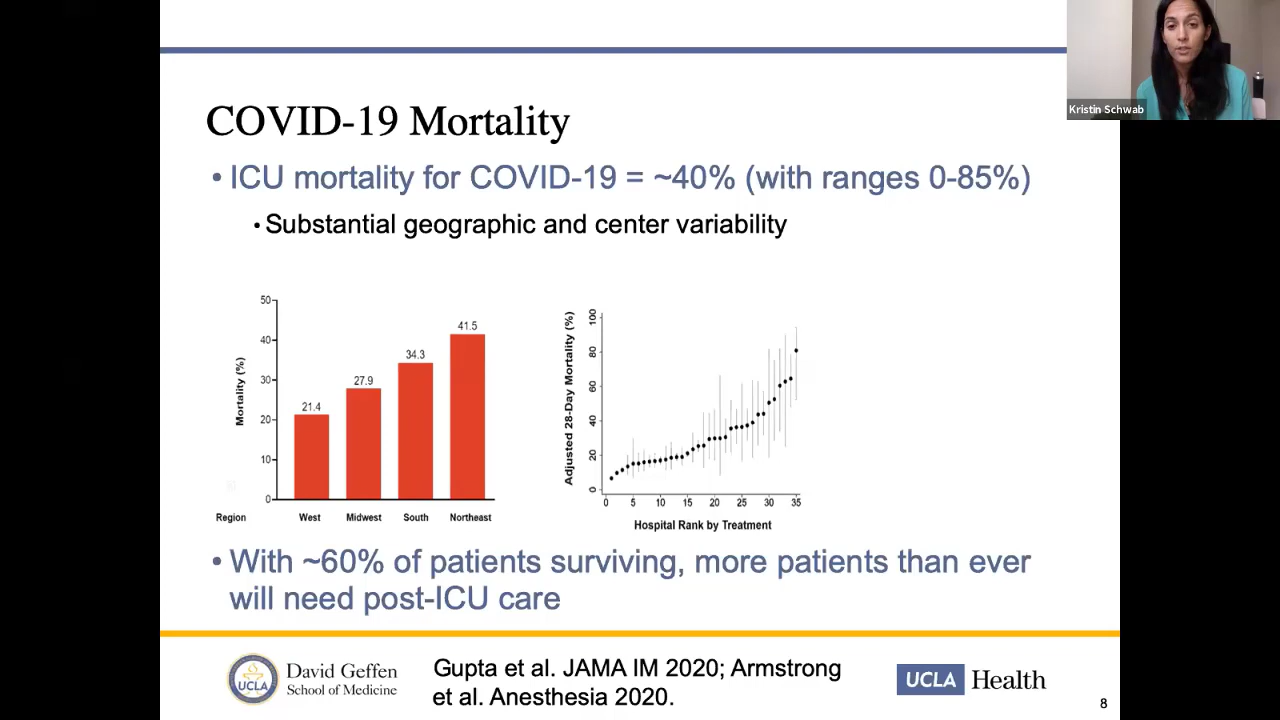 Kristin Schwab
COVID-19 Mortality
• ICU mortality for COVID-19 = ~40% (with ranges 0-85%)
• Substantial geographic and center variability
Mortality (%)
50
40
30
20
10
0
21.4
27.9
34.3
41.5
Region West Midwest South Northeast
Adjusted 28-Day Mortality (%)
100
80
60
40
20
0
0 5 10 15 20 25 30 35
Hospital Rank by Treatment
• With ~60% of patients surviving, more patients than ever
will need post-ICU care
UCLA
David Geffen
School of Medicine
Gupta et al. JAMA IM 2020; Armstrong
et al. Anesthesia 2020.
UCLA Health
8